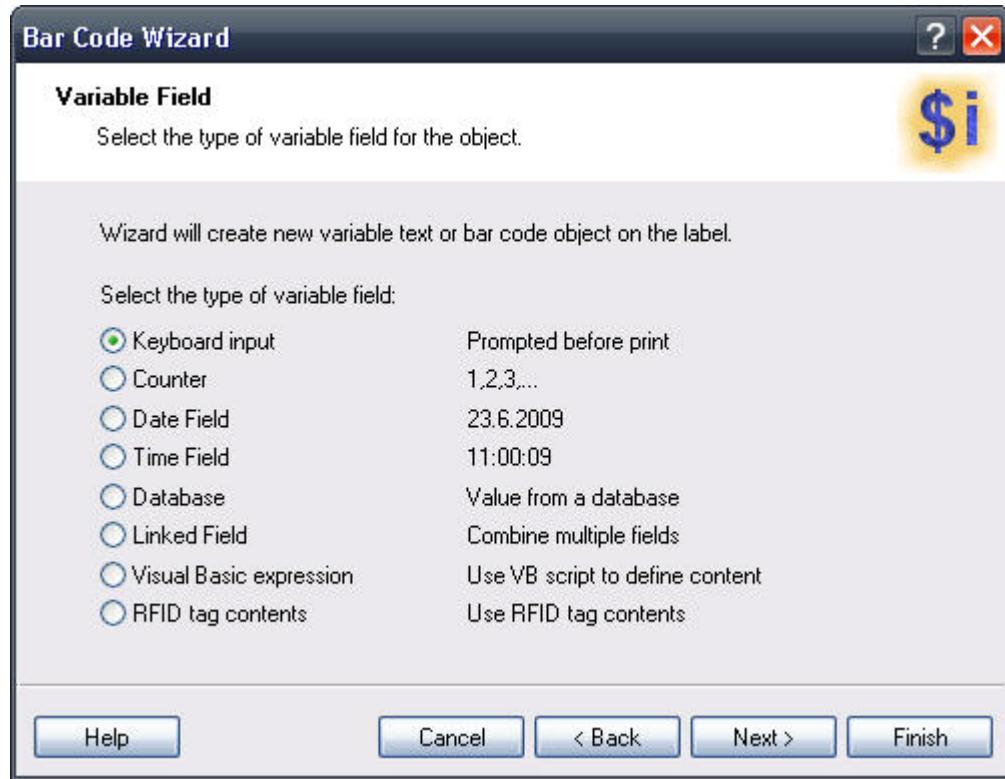 Bar Code Wizard
?
Variable Field
Select the type of variable field for the object.
$i
Wizard will create new variable text or bar code object on the label.
Select the type of variable field:
Keyboard input Prompted before print
Counter 1,2,3,...
Date Field 23.6.2009
Time Field 11:00:09
Database Value from a database
Linked Field Combine multiple fields
Visual Basic expression Use VB script to define content
RFID tag contents Use RFID tag contents
Help Cancel < Back Next > Finish